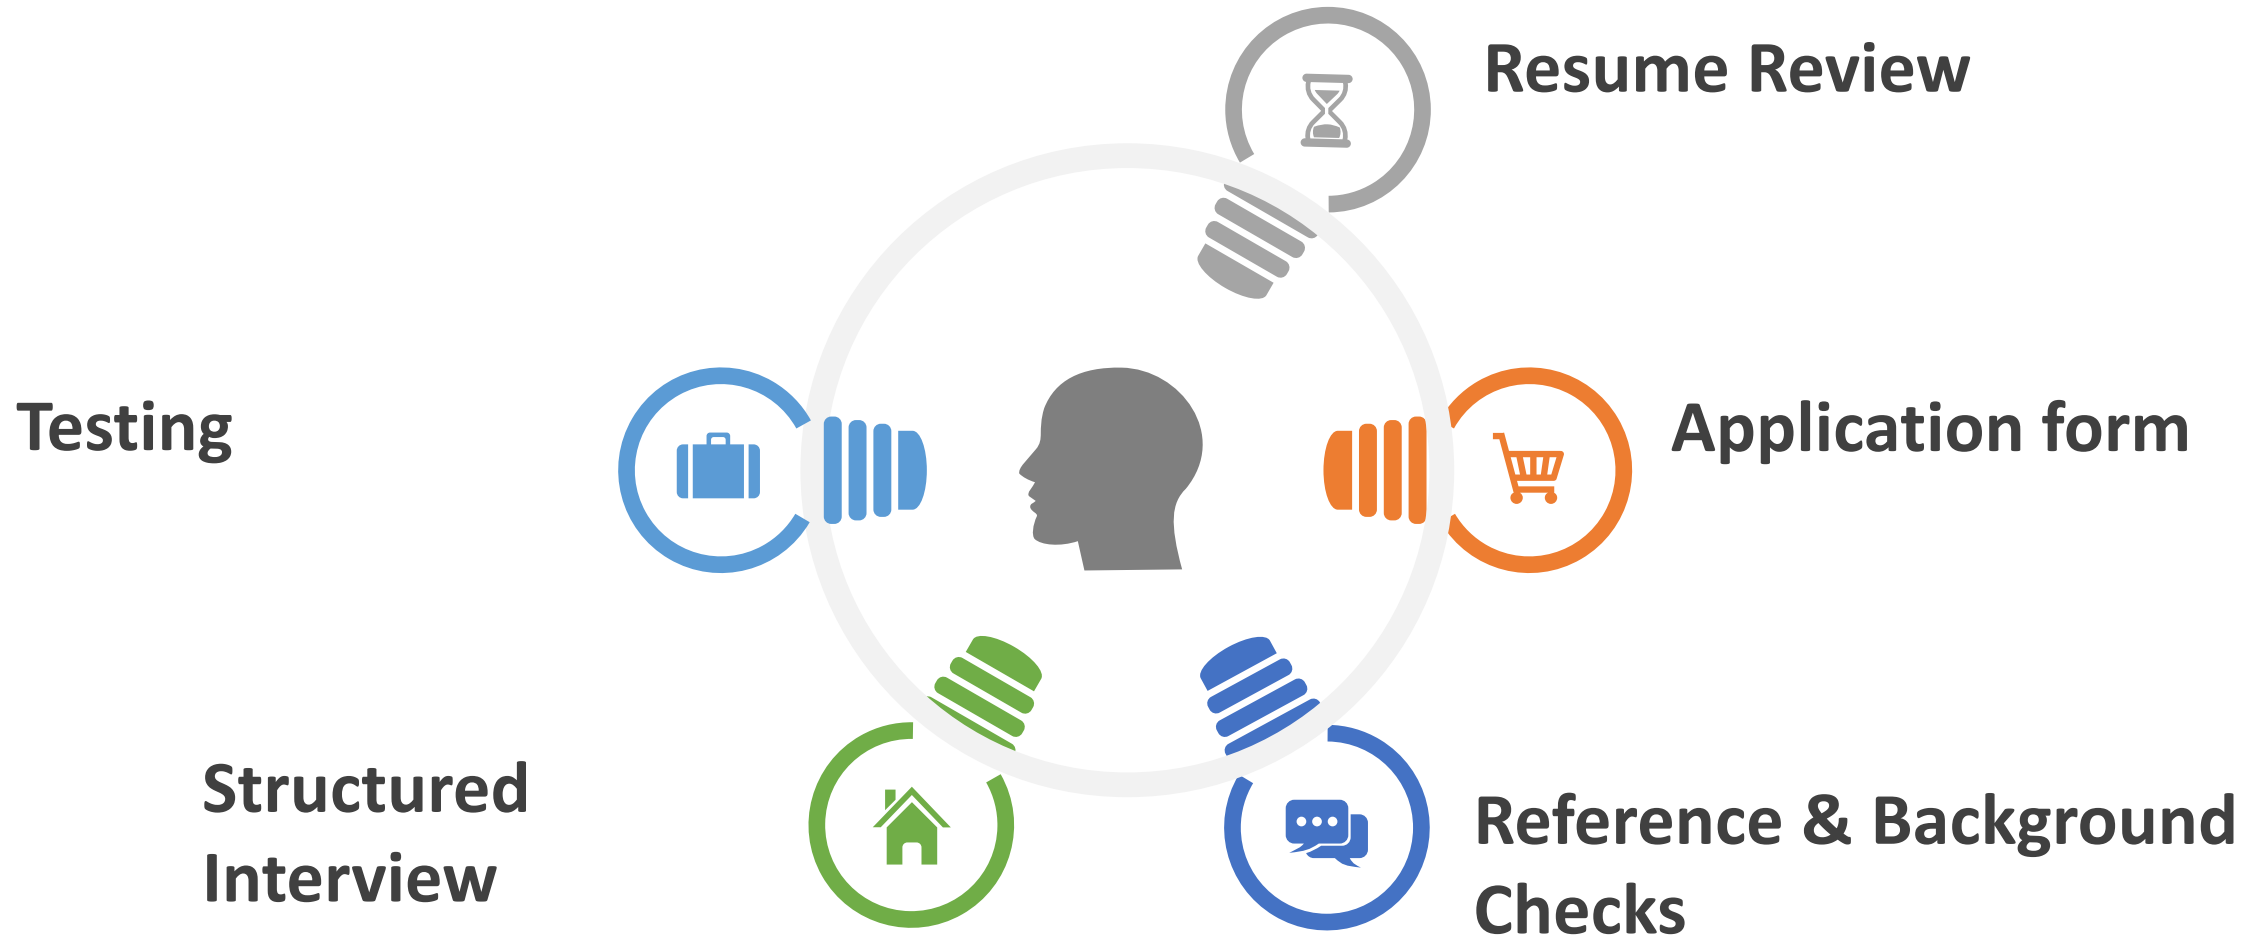 Resume Review
Testing
Application form
Structured
Interview
Reference & Background
Checks